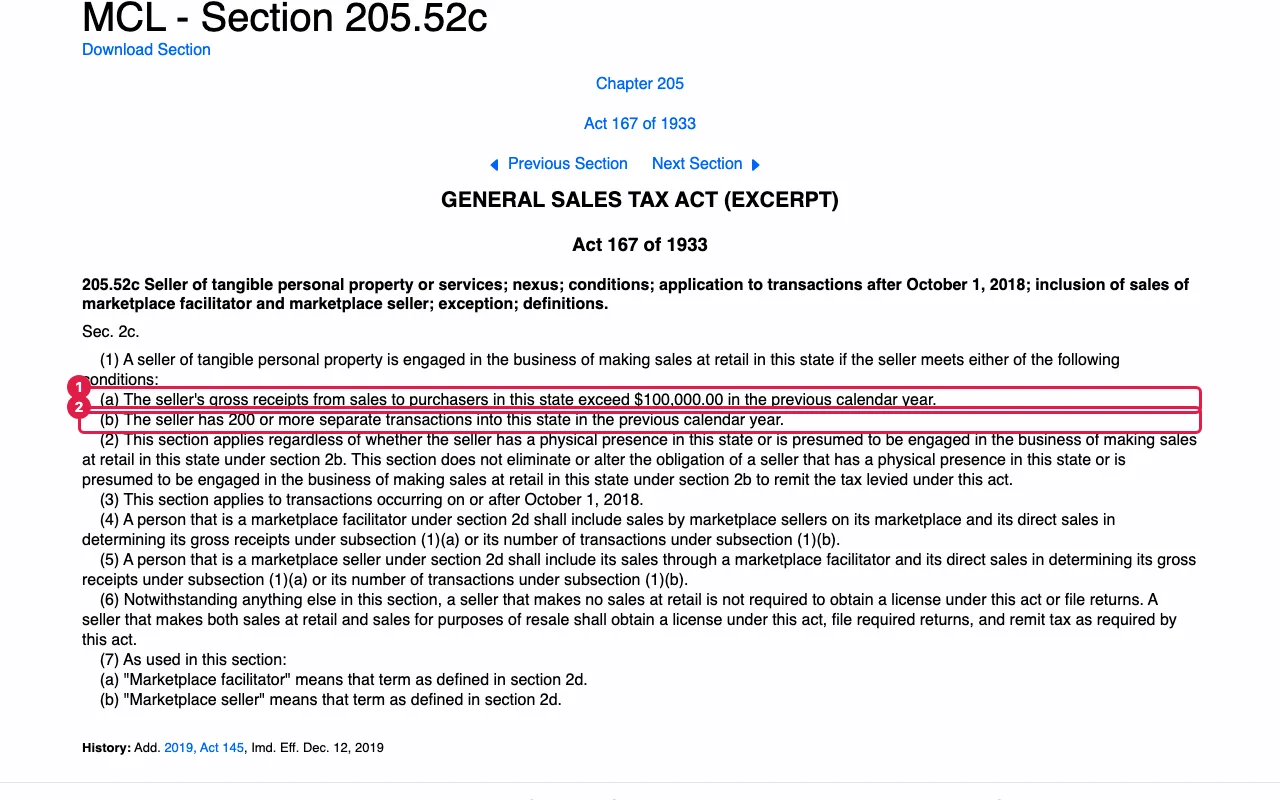 MCL - Section 205.52c
Download Section
Chapter 205
Act 167 of 1933
Previous Section Next Section
GENERAL SALES TAX ACT (EXCERPT)
Act 167 of 1933
205.52c Seller of tangible personal property or services; nexus; conditions; application to transactions after October 1, 2018; inclusion of sales of
marketplace facilitator and marketplace seller; exception; definitions.
Sec. 2c.
(1) A seller of tangible personal property is engaged in the business of making sales at retail in this state if the seller meets either of the following
conditions:
1
(a) The seller's gross receipts from sales to purchasers in this state exceed $100,000.00 in the previous calendar year.
2
(b) The seller has 200 or more separate transactions into this state in the previous calendar year.
(2) This section applies regardless of whether the seller has a physical presence in this state or is presumed to be engaged in the business of making sales
at retail in this state under section 2b. This section does not eliminate or alter the obligation of a seller that has a physical presence in this state or is
presumed to be engaged in the business of making sales at retail in this state under section 2b to remit the tax levied under this act.
(3) This section applies to transactions occurring on or after October 1, 2018.
(4) A person that is a marketplace facilitator under section 2d shall include sales by marketplace sellers on its marketplace and its direct sales in
determining its gross receipts under subsection (1)(a) or its number of transactions under subsection (1)(b).
(5) A person that is a marketplace seller under section 2d shall include its sales through a marketplace facilitator and its direct sales in determining its gross
receipts under subsection (1)(a) or its number of transactions under subsection (1)(b).
(6) Notwithstanding anything else in this section, a seller that makes no sales at retail is not required to obtain a license under this act or file returns. A
seller that makes both sales at retail and sales for purposes of resale shall obtain a license under this act, file required returns, and remit tax as required by
this act.
(7) As used in this section:
(a) "Marketplace facilitator" means that term as defined in section 2d.
(b) "Marketplace seller" means that term as defined in section 2d.
History: Add. 2019, Act 145, Imd. Eff. Dec. 12, 2019